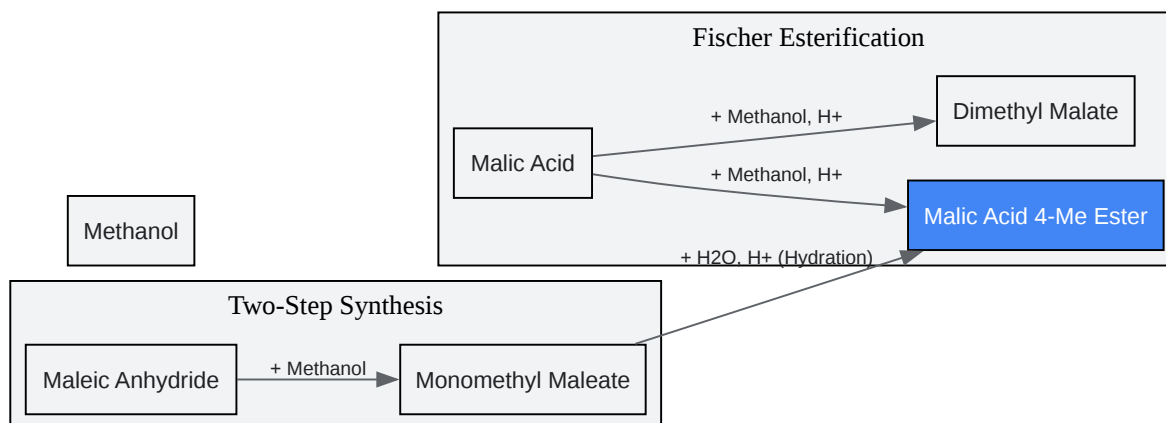 Fischer Esterification
+ Methanol, H+
Dimethyl Malate
Malic Acid
+ Methanol, H+
Malic Acid 4-Me Ester
Methanol
+ H2O, H+ (Hydration)
Two-Step Synthesis
Maleic Anhydride
+ Methanol
Monomethyl Maleate